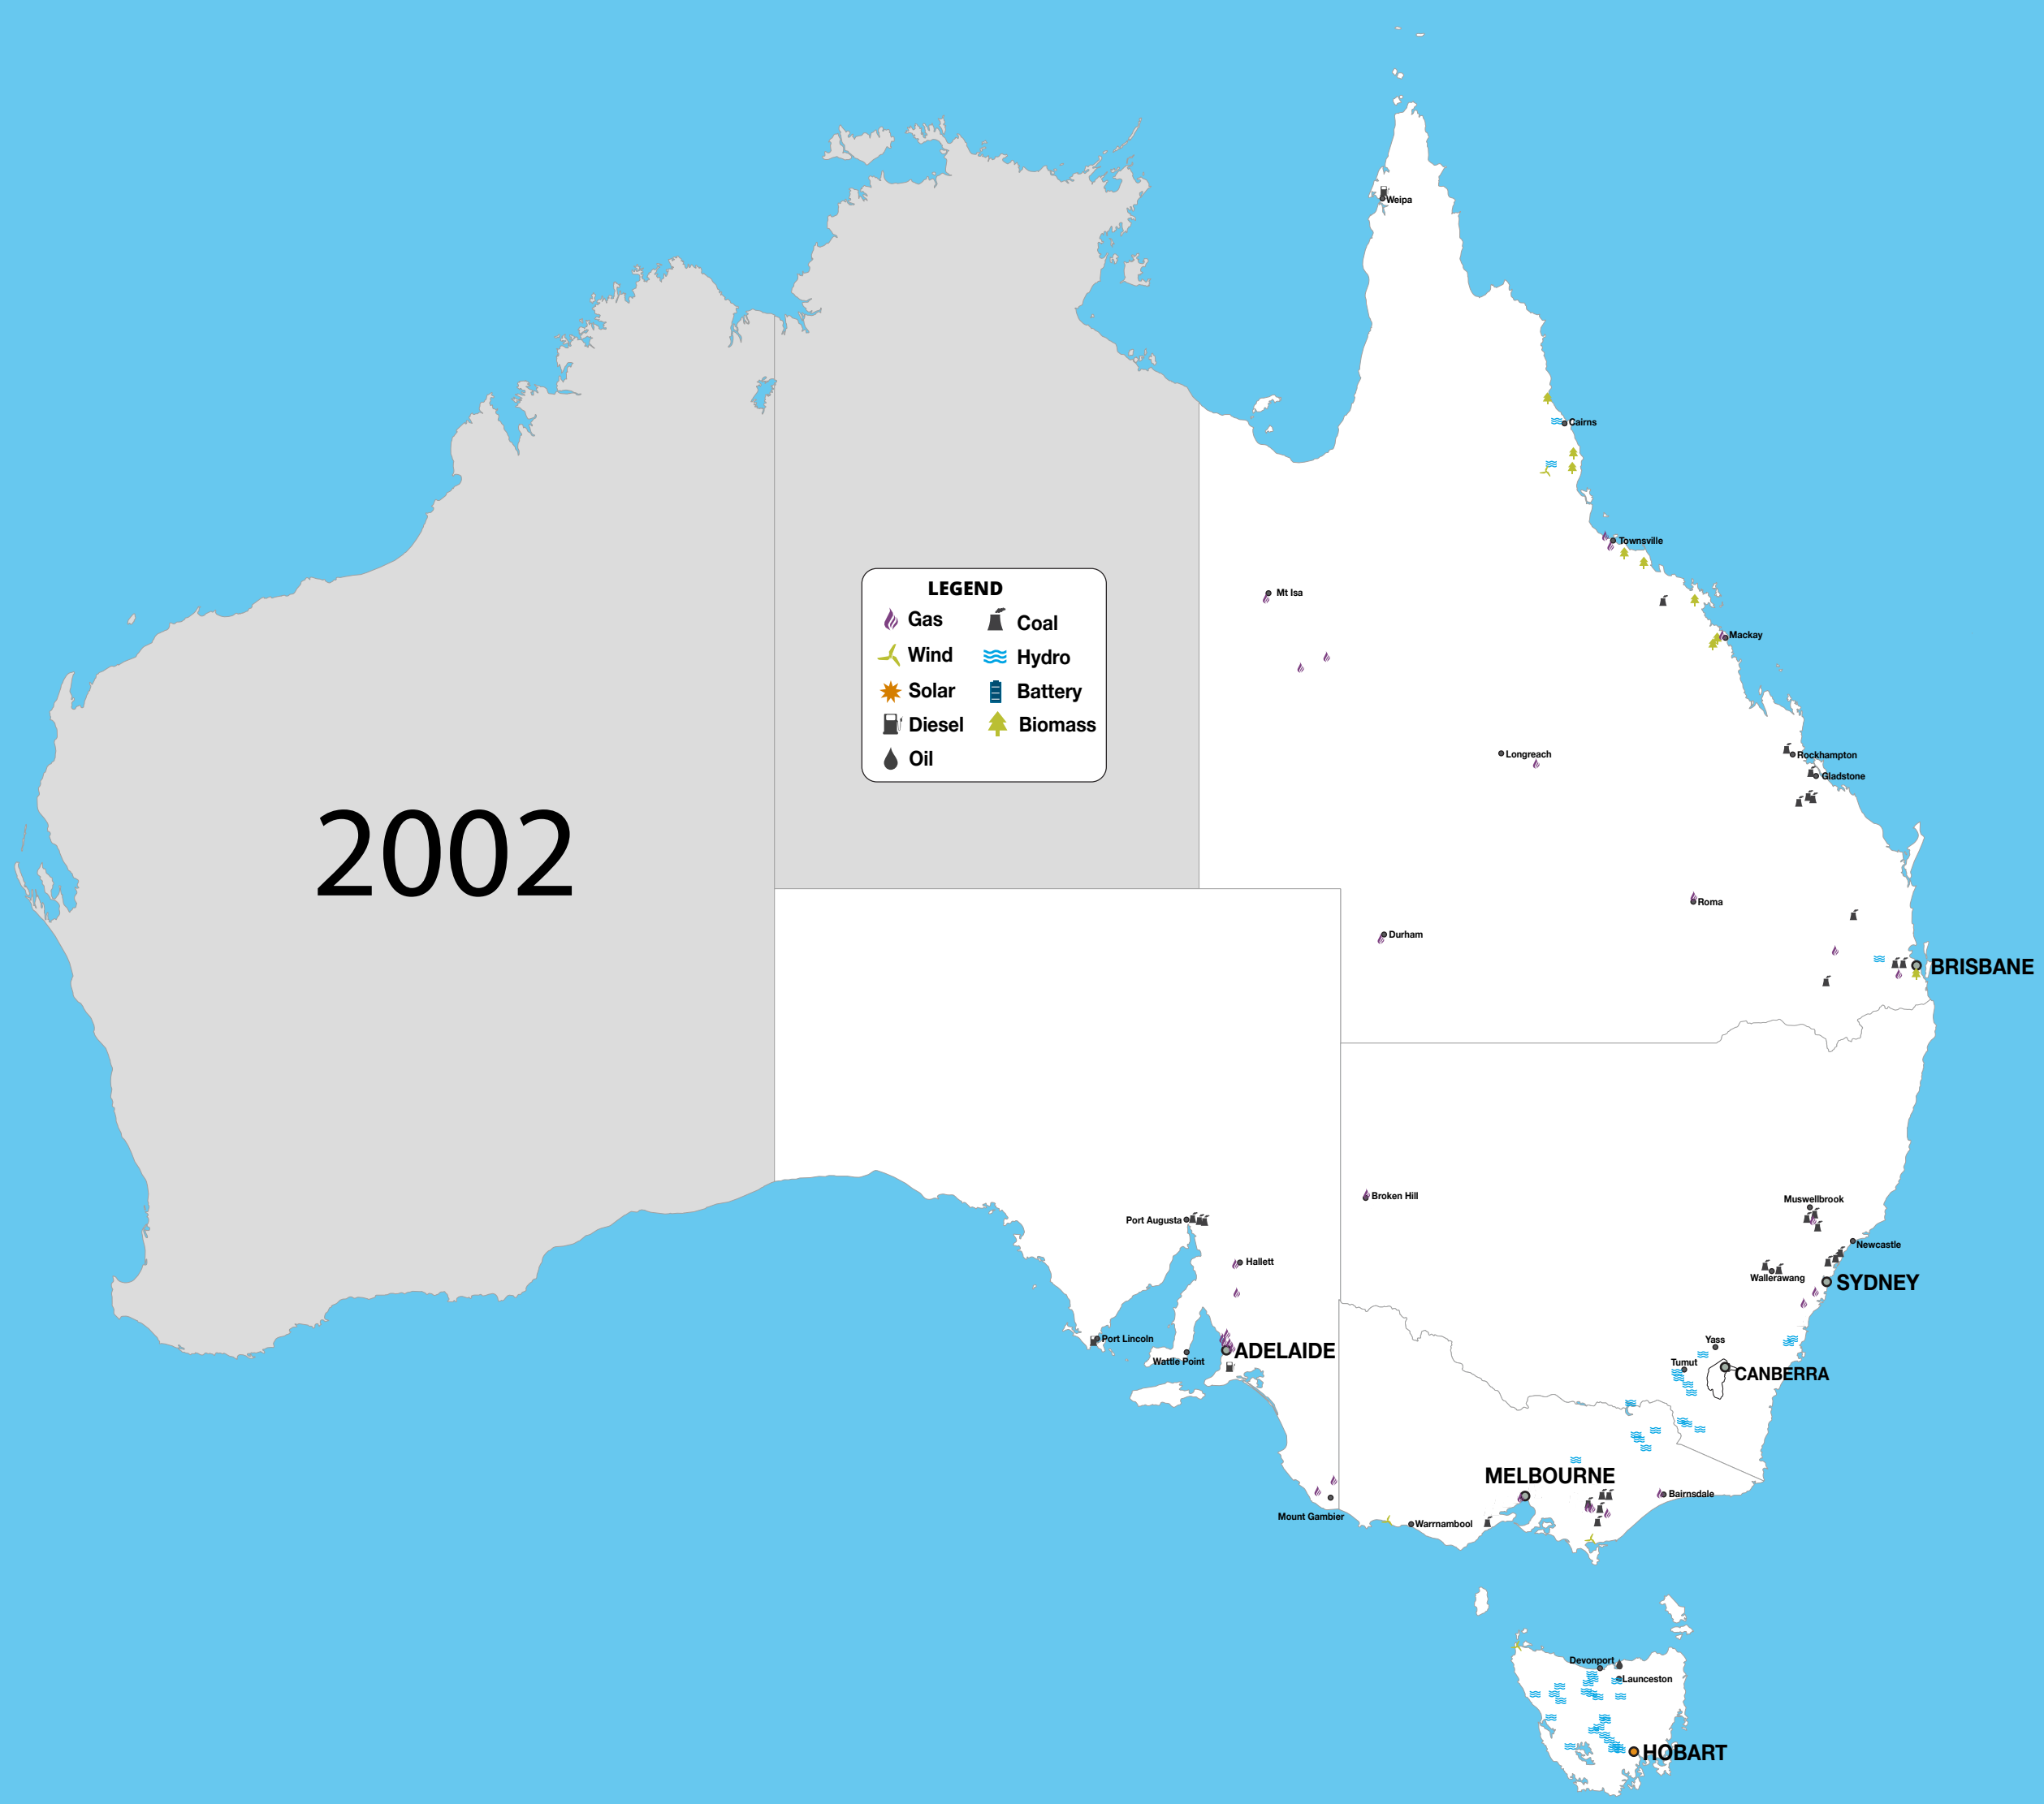 Weipa
Cairns
Townsville
LEGEND
Gas
Coal
Wind
Hydro
Solar
Battery
Diesel
Biomass
Oil
Mt Isa
Mackay
Longreach
Rockhampton
Gladstone
2002
Roma
Durham
BRISBANE
Broken Hill
Muswellbrook
Port Augusta
Newcastle
Hallett
Wallerawang
SYDNEY
Port Lincoln
Yass
ADELAIDE
Wattle Point
Tumut
CANBERRA
MELBOURNE
Bairnsdale
Mount Gambier
Warrnambool
Devonport
Launceston
HOBART